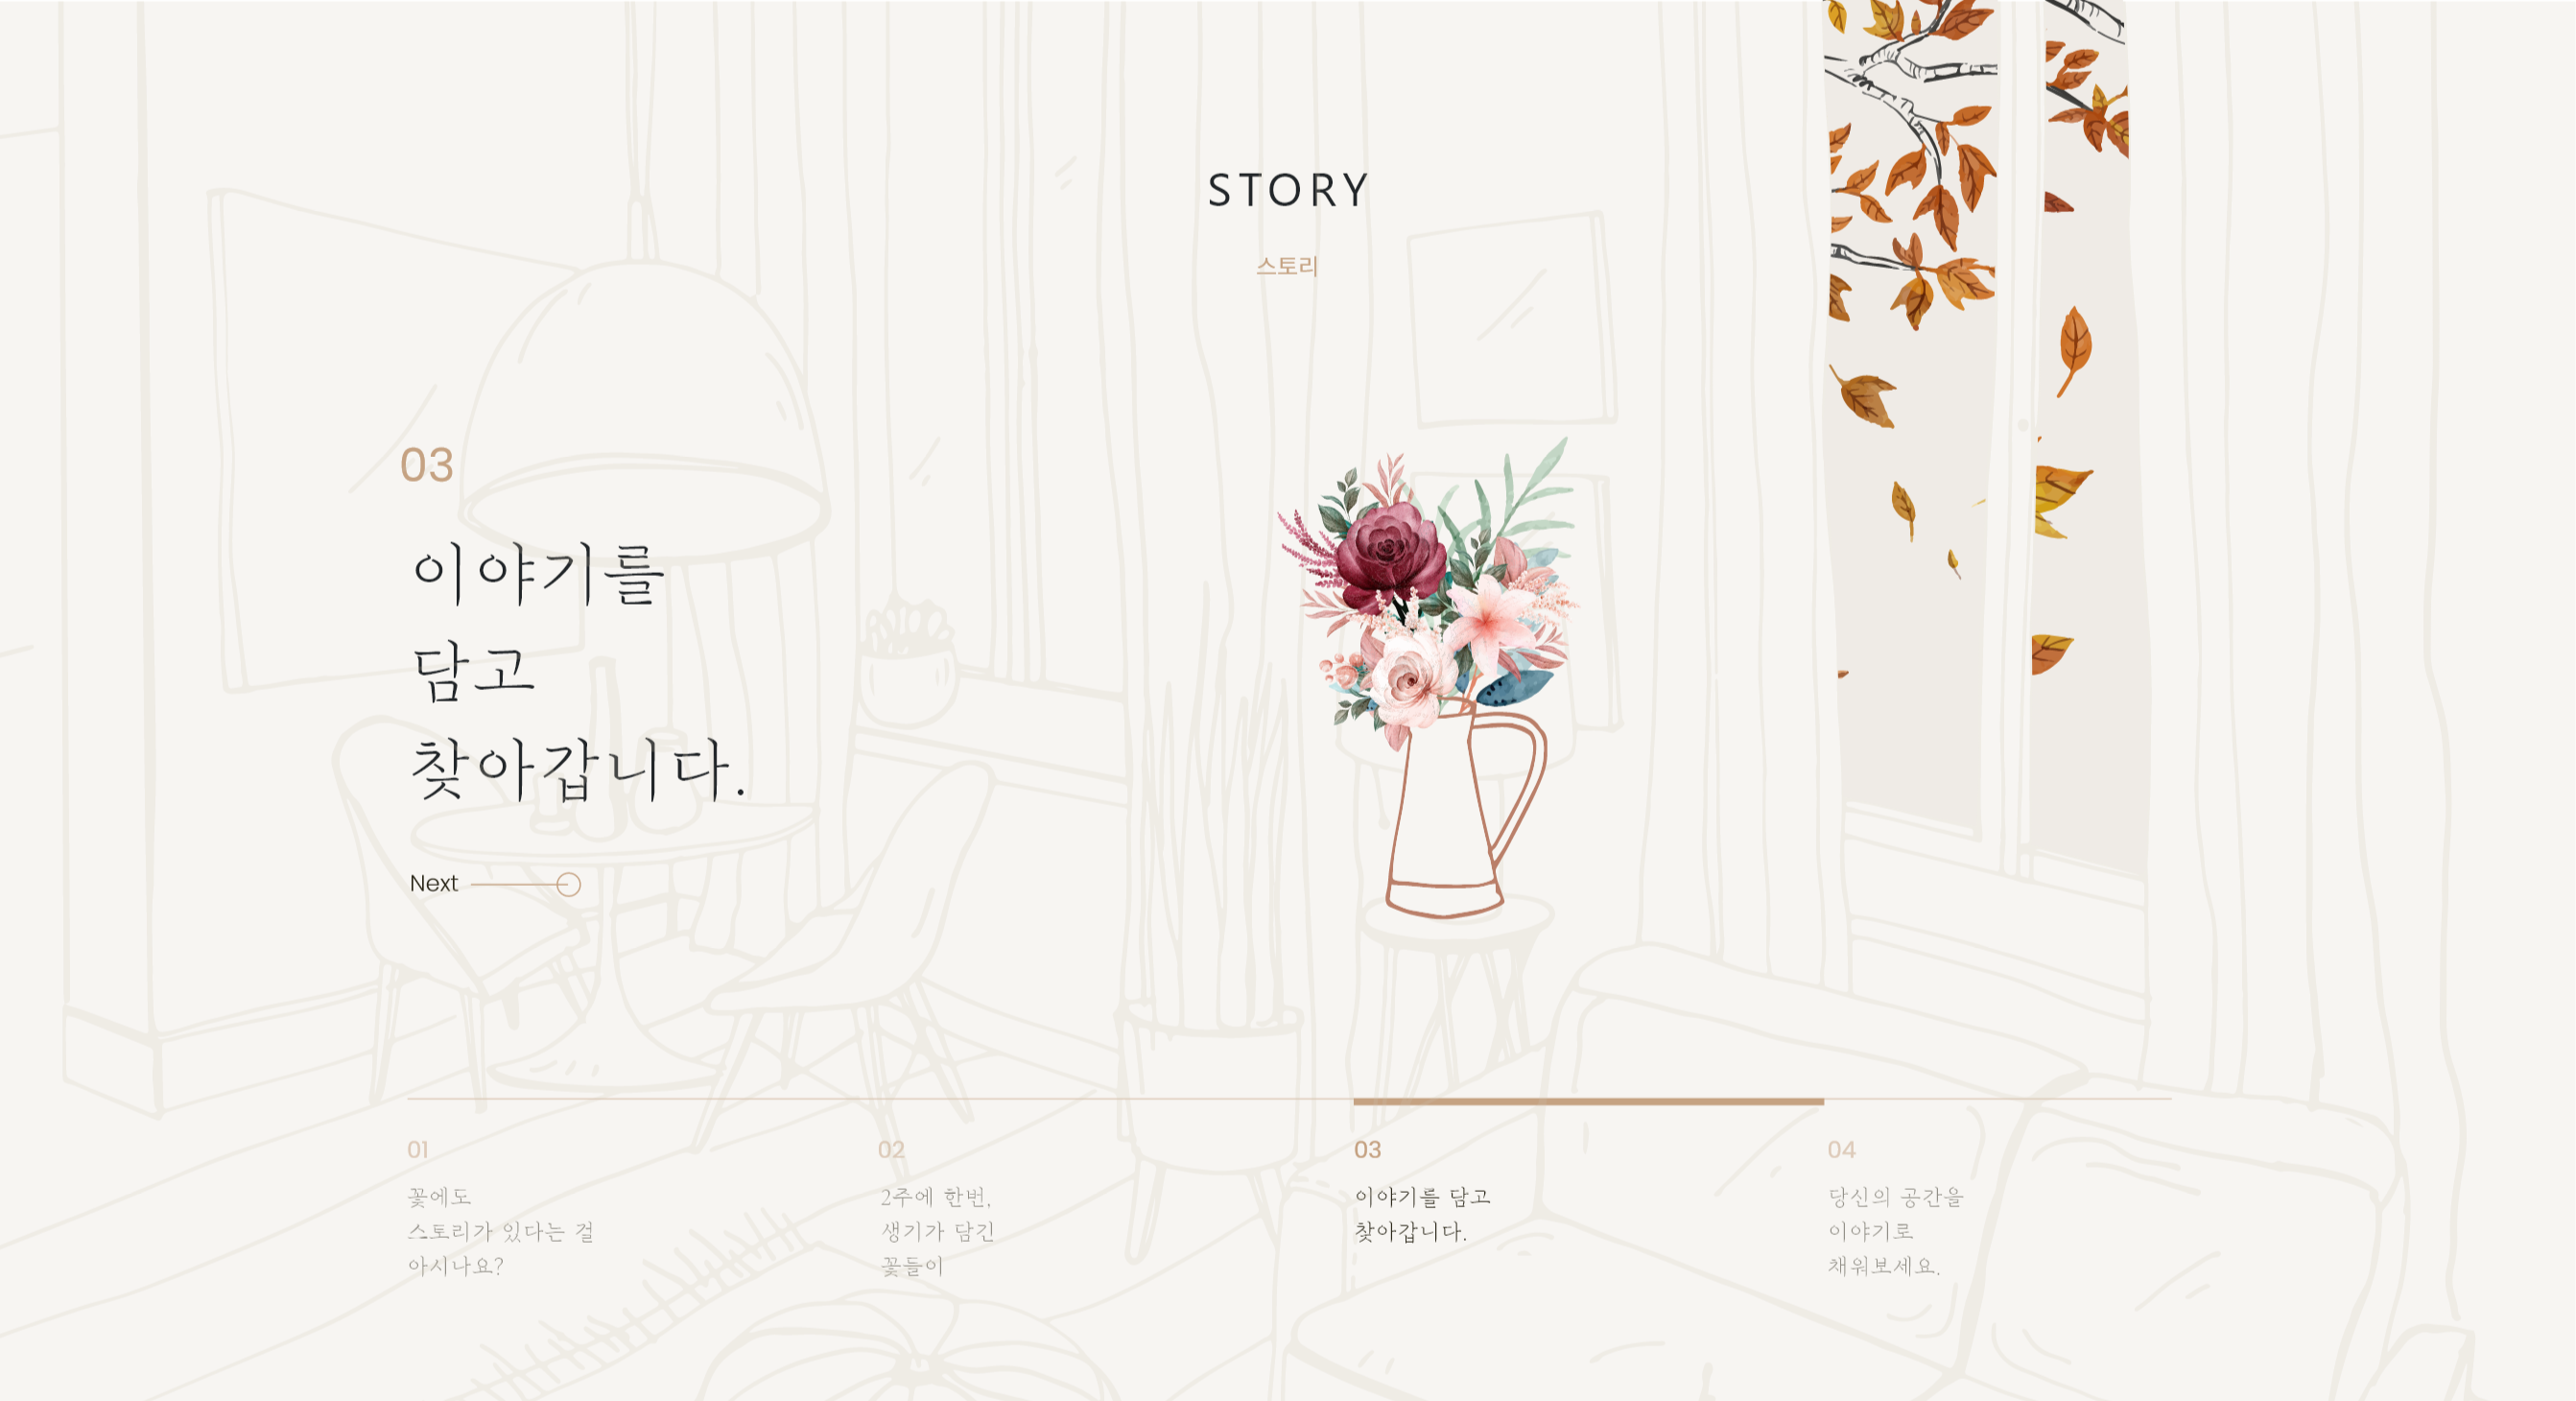 STORY
스토리
03
이야기를
담고
찾아갑니다.
Next
01
꽃에도
스토리가 있다는 걸
아시나요?
02
2주에 한번,
생기가 담긴
꽃들이
03
이야기를 담고
찾아갑니다.
04
당신의 공간을
이야기로
채워보세요.